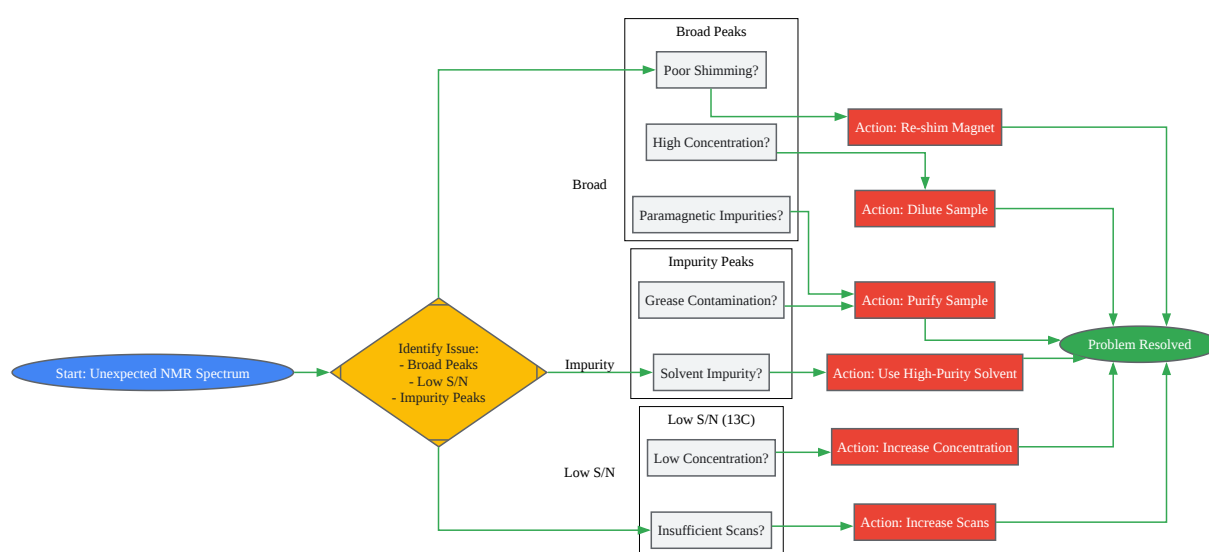 Start: Unexpected NMR Spectrum
Identify Issue:
- Broad Peaks
- Low S/N
- Impurity Peaks
Broad
Impurity
Low S/N
Broad Peaks
Poor Shimming?
High Concentration?
Paramagnetic Impurities?
Impurity Peaks
Grease Contamination?
Solvent Impurity?
Low S/N (13C)
Low Concentration?
Insufficient Scans?
Action: Re-shim Magnet
Action: Dilute Sample
Action: Purify Sample
Action: Use High-Purity Solvent
Action: Increase Concentration
Action: Increase Scans
Problem Resolved